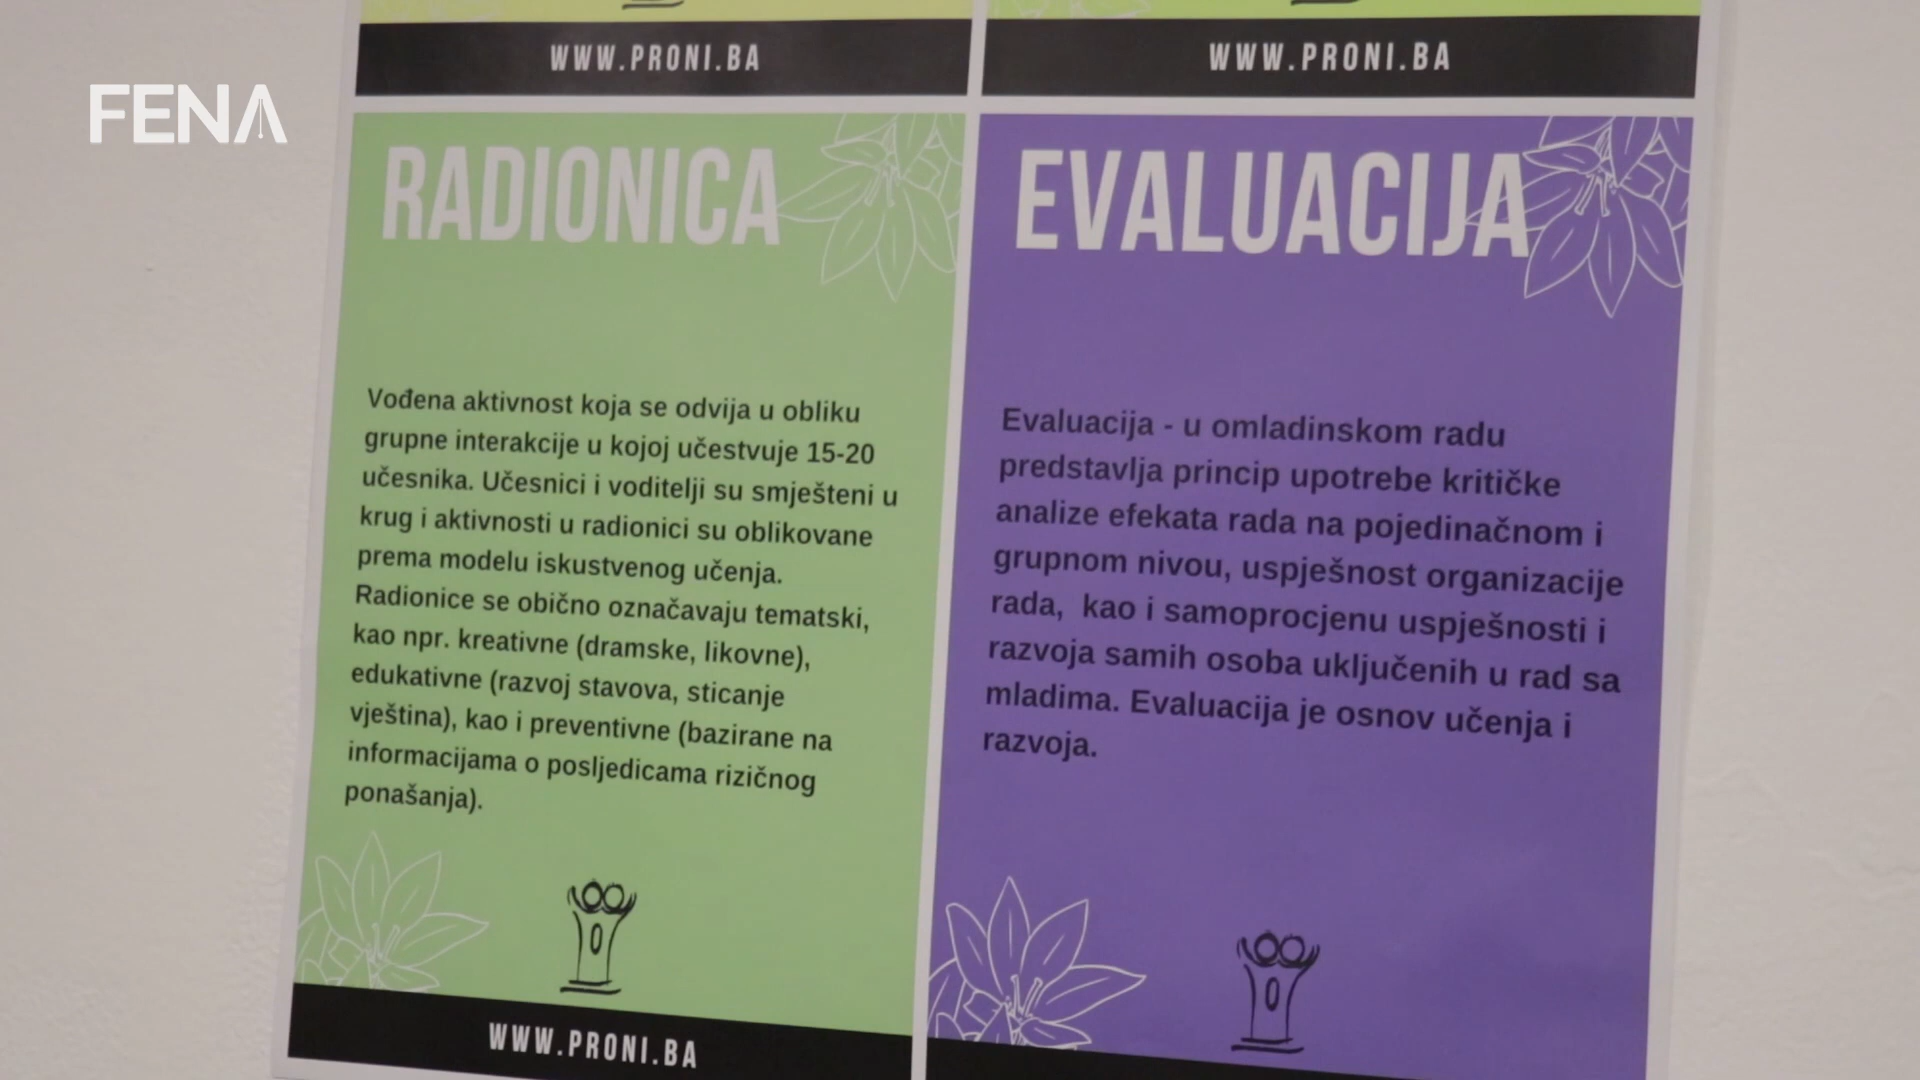 WWW.PRONI.BA
WWW.PRONI.BA
FENA
RADIONICA
Vođena aktivnost koja se odvija u obliku
grupne interakcije u kojoj učestvuje 15-20
učesnika. Učesnici i voditelji su smješteni u
krug i aktivnosti u radionici su oblikovane
prema modelu iskustvenog učenja.
Radionice se obično označavaju tematski,
kao npr. kreativne (dramske, likovne),
edukativne (razvoj stavova, sticanje
vještina), kao i preventivne (bazirane na
informacijama o posljedicama rizičnog
ponašanja).
WWW.PRONI.BA
EVALUACIJA
Evaluacija - u omladinskom radu
predstavlja princip upotrebe kritičke
analize efekata rada na pojedinačnom i
grupnom nivou, uspješnost organizacije
rada,  kao i samoprocjenu uspješnosti i
razvoja samih osoba uključenih u rad sa
mladima. Evaluacija je osnov učenja i
razvoja.